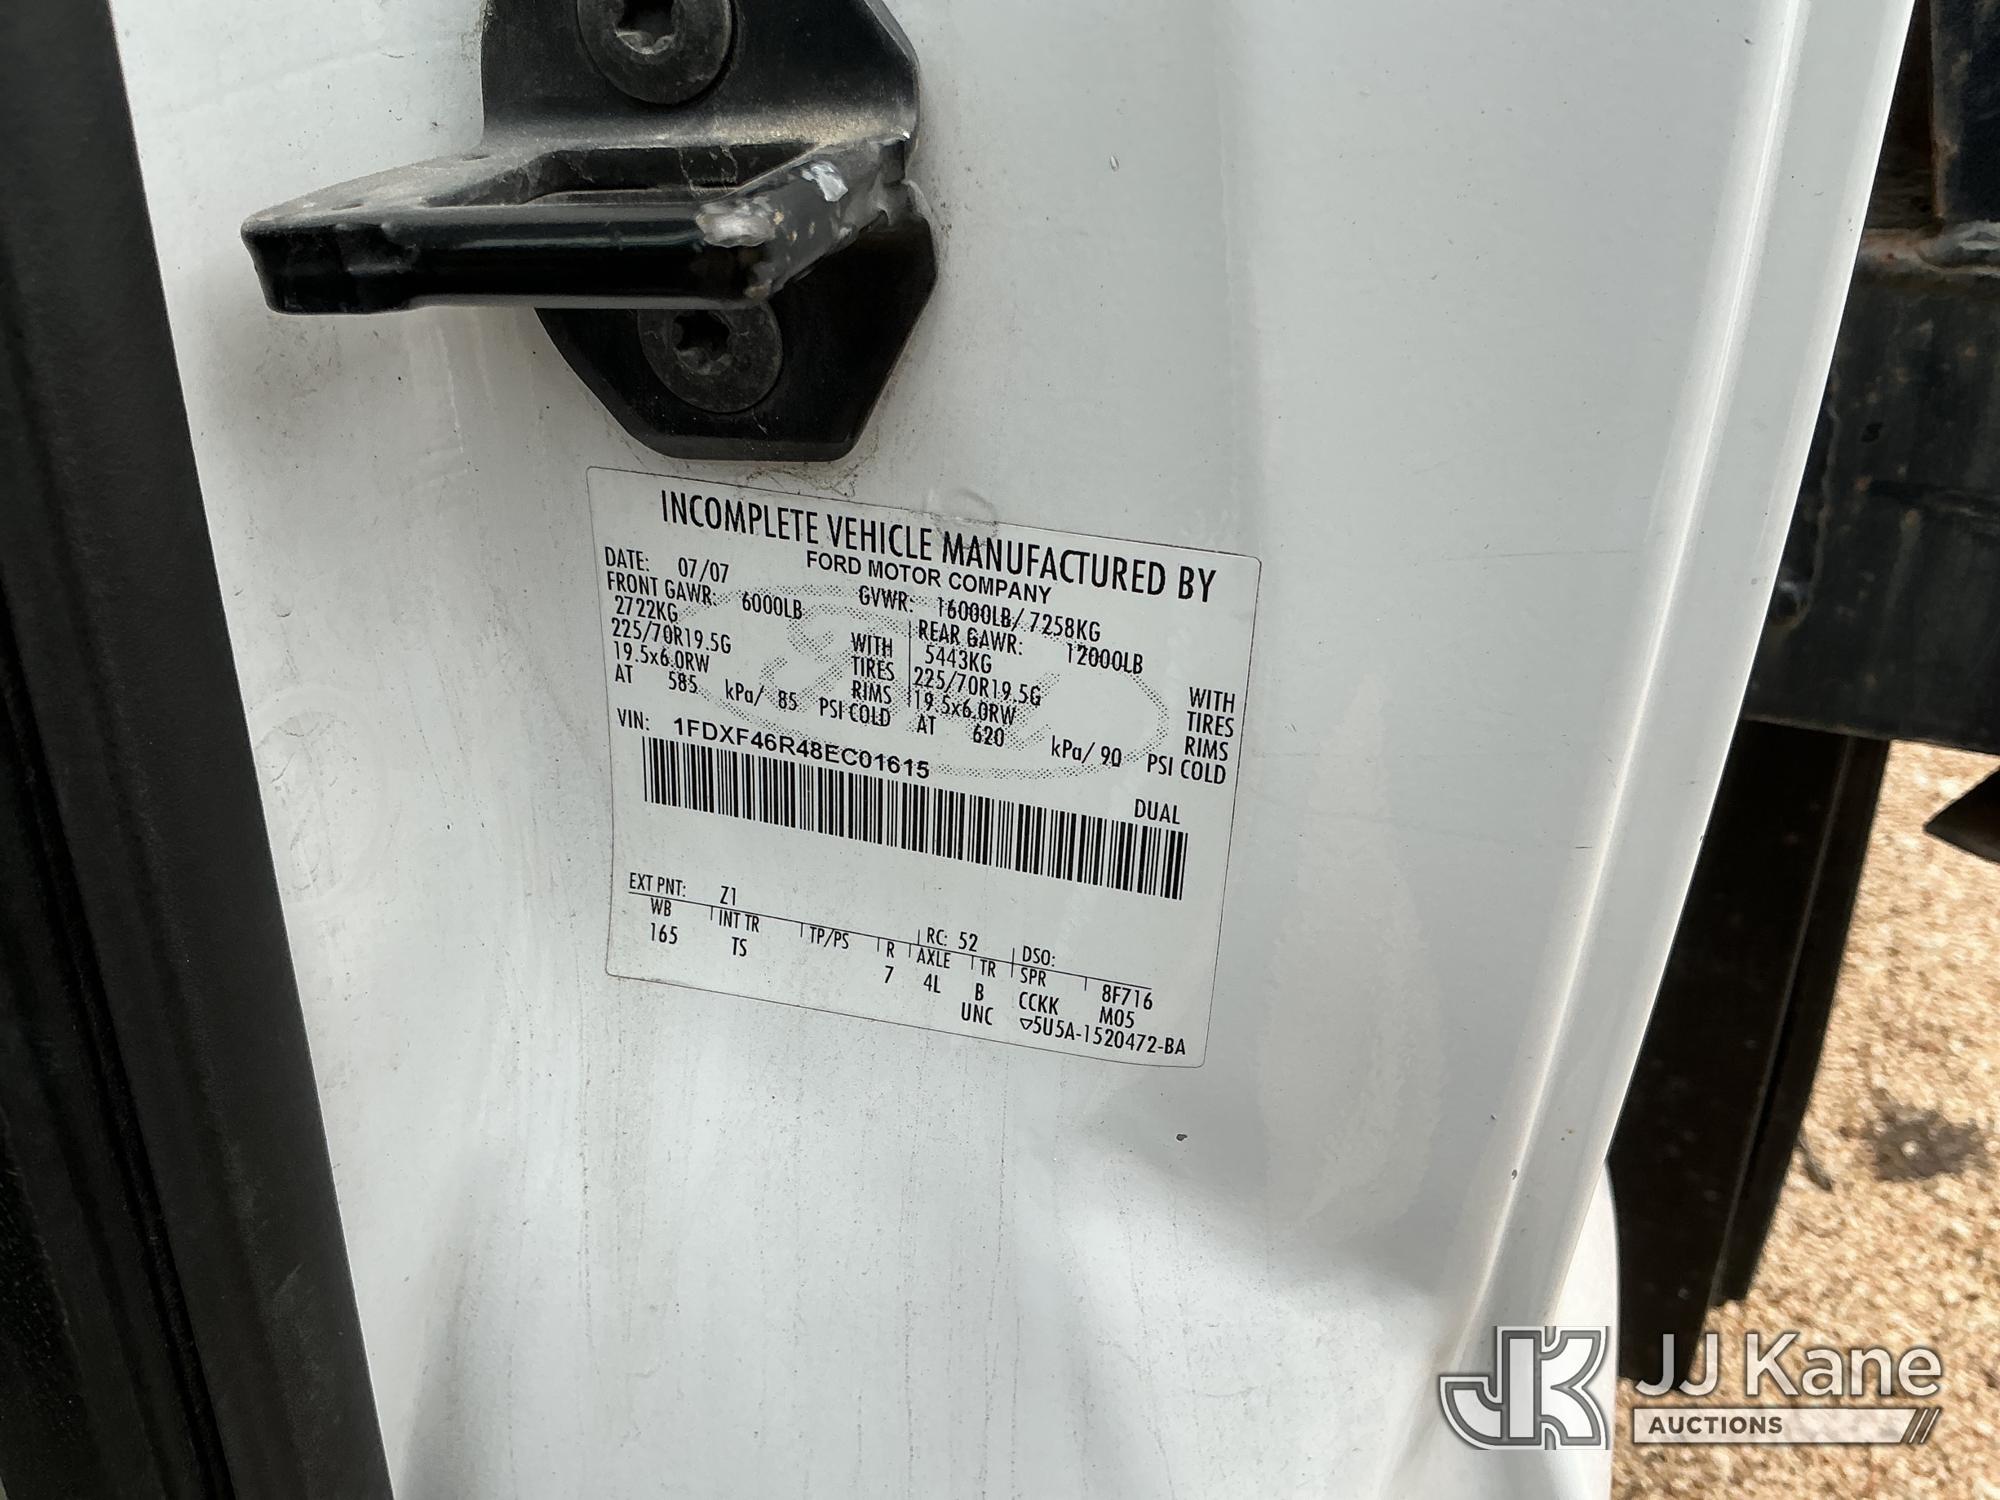 INCOMPLETE VEHICLE MANUFACTURED BY
FORD MOTOR COMPANY
DATE: 07/07 GVWR: 16000LB/ 7258KG
FRONT GAWR: 6000LB REAR GAWR: 12000LB
2722KG WITH 5443KG WITH
225/70R19.5G TIRES 225/70R19.5G TIRES
19.5x6.0RW RIMS 19.5x6.0RW RIMS
AT 585 kPa/ 85 PSI COLD AT 620 kPa/ 90 PSI COLD
VIN: 1FDXF46R48EC01615
DUAL
EXT PNT: Z1 RC: 52 DSO:
WB INT TR TP/PS R AXLE TR SPR 8F716
165 TS 7 4L B CCKK M05
UNC ▽5U5A-1520472-BA
JK JJ Kane
AUCTIONS